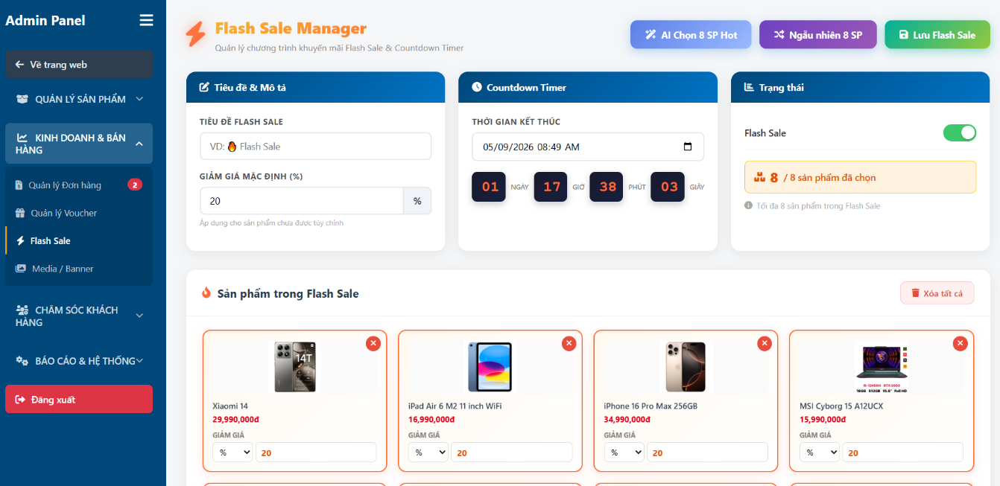 Admin Panel
Về trang web
QUẢN LÝ SẢN PHẨM
KINH DOANH & BÁN
HÀNG
Quản lý Đơn hàng
2
Quản lý Voucher
Flash Sale
Media / Banner
CHĂM SÓC KHÁCH
HÀNG
BÁO CÁO & HỆ THỐNG
Đăng xuất
Flash Sale Manager
Quản lý chương trình khuyến mãi Flash Sale & Countdown Timer
AI Chọn 8 SP Hot
Ngẫu nhiên 8 SP
Lưu Flash Sale
Tiêu đề & Mô tả
TIÊU ĐỀ FLASH SALE
VD: 🔥 Flash Sale
GIẢM GIÁ MẶC ĐỊNH (%)
20 %
Áp dụng cho sản phẩm chưa được tùy chỉnh
Countdown Timer
THỜI GIAN KẾT THÚC
05/09/2026 08:49 AM
01 NGÀY 17 GIỜ 38 PHÚT 03 GIÂY
Trạng thái
Flash Sale
8 / 8 sản phẩm đã chọn
Tối đa 8 sản phẩm trong Flash Sale
Sản phẩm trong Flash Sale
Xóa tất cả
14T
Xiaomi 14
29,990,000đ
GIẢM GIÁ
% 20
iPad Air 6 M2 11 inch WiFi
16,990,000đ
GIẢM GIÁ
% 20
iPhone 16 Pro Max 256GB
34,990,000đ
GIẢM GIÁ
% 20
16GB 512GB 15.6" Full HD
MSI Cyborg 15 A12UCX
15,990,000đ
GIẢM GIÁ
% 20